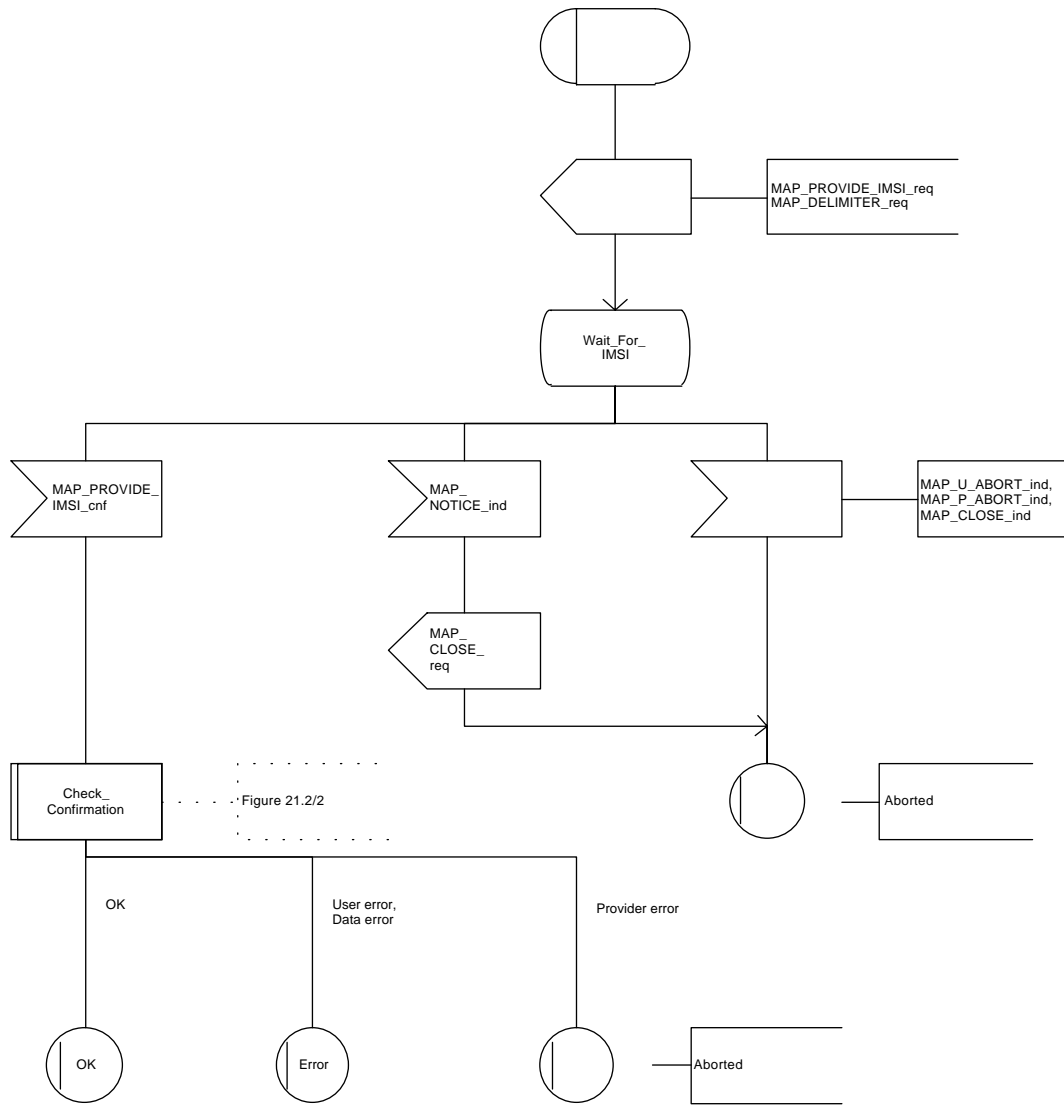 MAP_PROVIDE_IMSI_req
MAP_DELIMITER_req
Wait_For_
IMSI
MAP_PROVIDE_
IMSI_cnf
MAP_
NOTICE_ind
MAP_U_ABORT_ind,
MAP_P_ABORT_ind,
MAP_CLOSE_ind
MAP_
CLOSE_
req
Check_
Confirmation
Figure 21.2/2
Aborted
OK
User error,
Data error
Provider error
OK
Error
Aborted